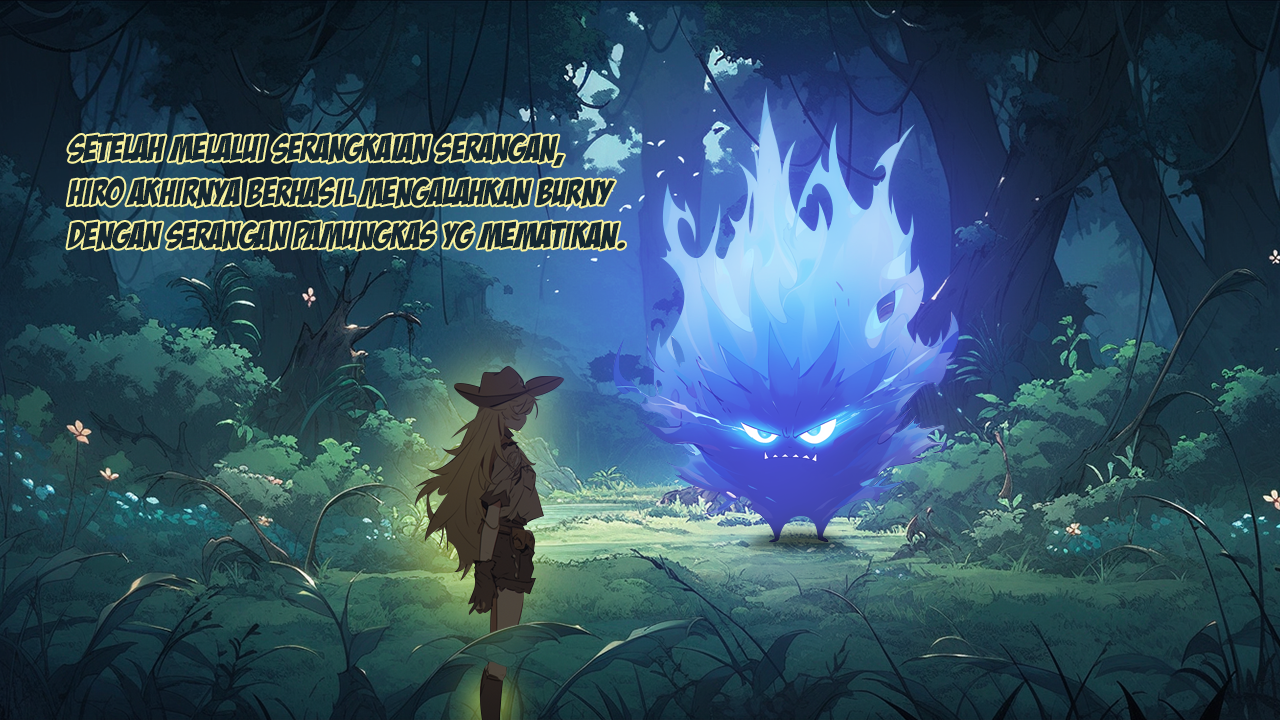 SETELAH MELALUI SERANGKAIAN SERANGAN,
HIRO AKHIRNYA BERHASIL MENGALAHKAN BURNY
DENGAN SERANGAN PAMUNGKAS YG MEMATIKAN.